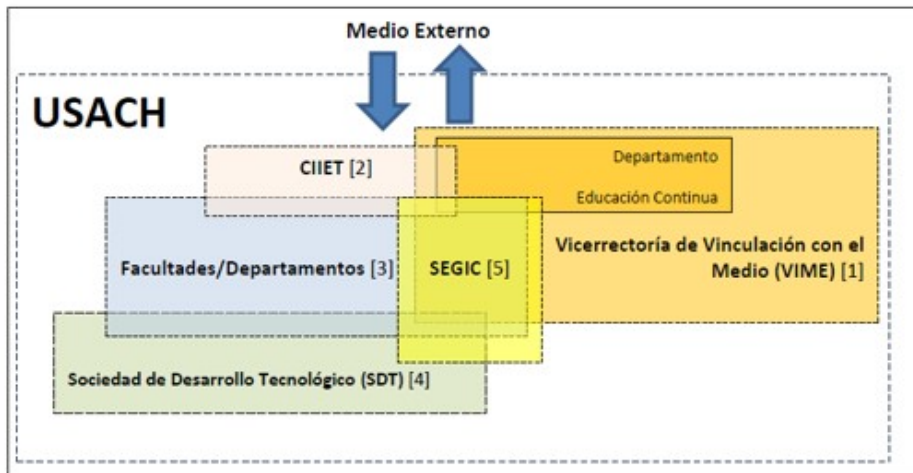 Medio Externo
USACH
Departamento
CIIET [2]
Educación Continua
Vicerrectoría de Vinculación con el
Medio (VIME) [1]
Facultades/Departamentos [3]
SEGIC [5]
Sociedad de Desarrollo Tecnológico (SDT) [4]